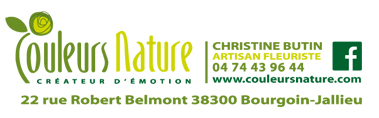 Couleurs Nature
CRÉATEUR D'ÉMOTION
CHRISTINE BUTIN
ARTISAN FLEURISTE
04 74 43 96 44
www.couleursnature.com
f
22 rue Robert Belmont 38300 Bourgoin-Jallieu